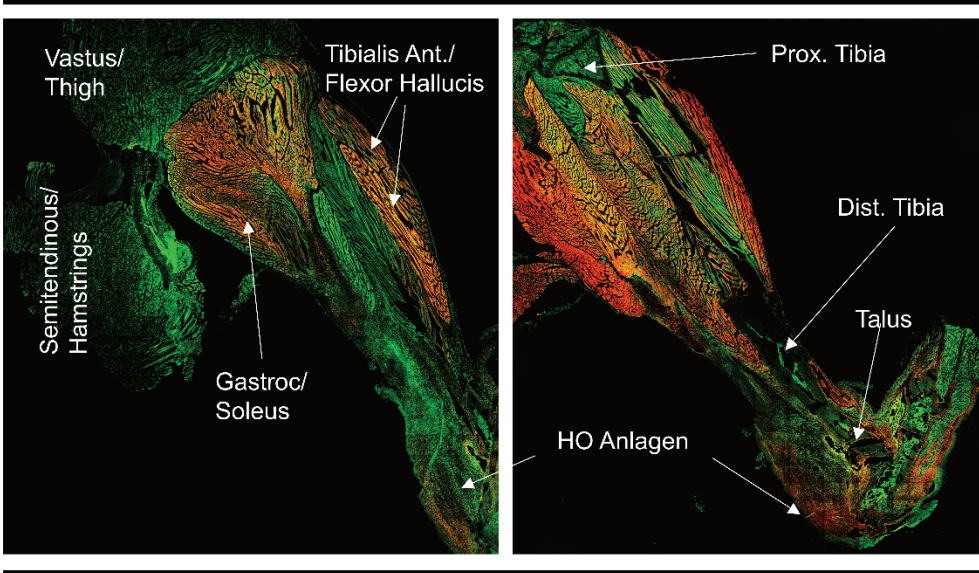 Vastus/
Thigh
Tibialis Ant./
Flexor Hallucis
Semitendinous/
Hamstrings
Gastroc/
Soleus
Prox. Tibia
Dist. Tibia
Talus
HO Anlagen